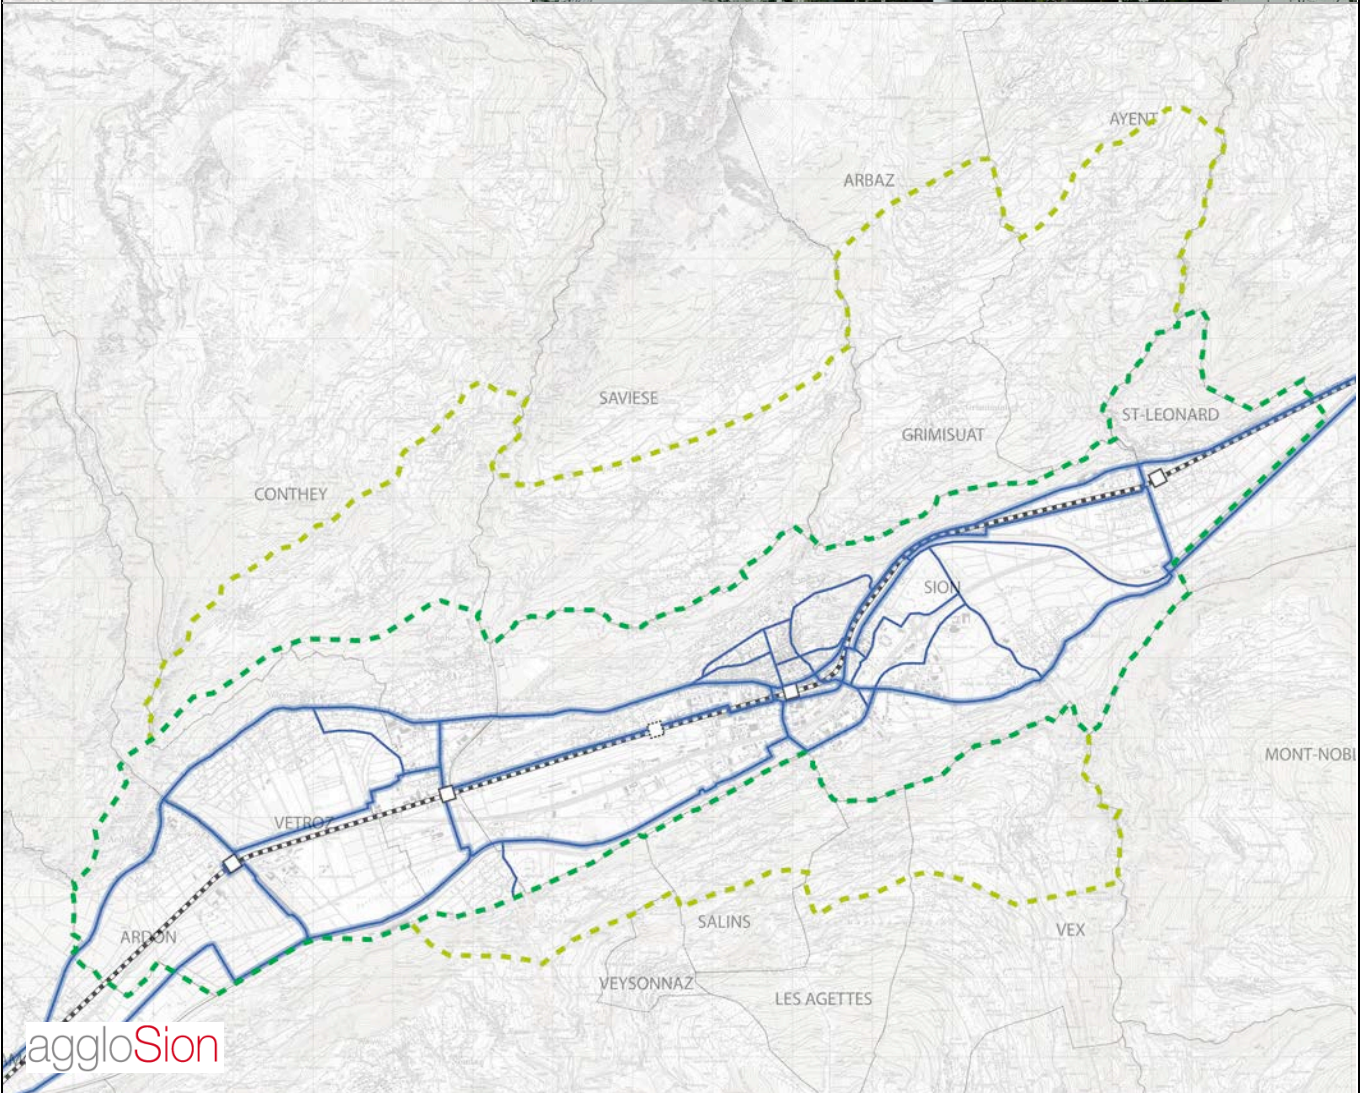 AYENT
ARBAZ
SAVIESE
ST-LEONARD
GRIMISUAT
CONTHEY
SION
MONT-NOBL
VETROZ
SALINS
ARDON
VEX
VEYSONNAZ
LES AGETTES
aggloSion